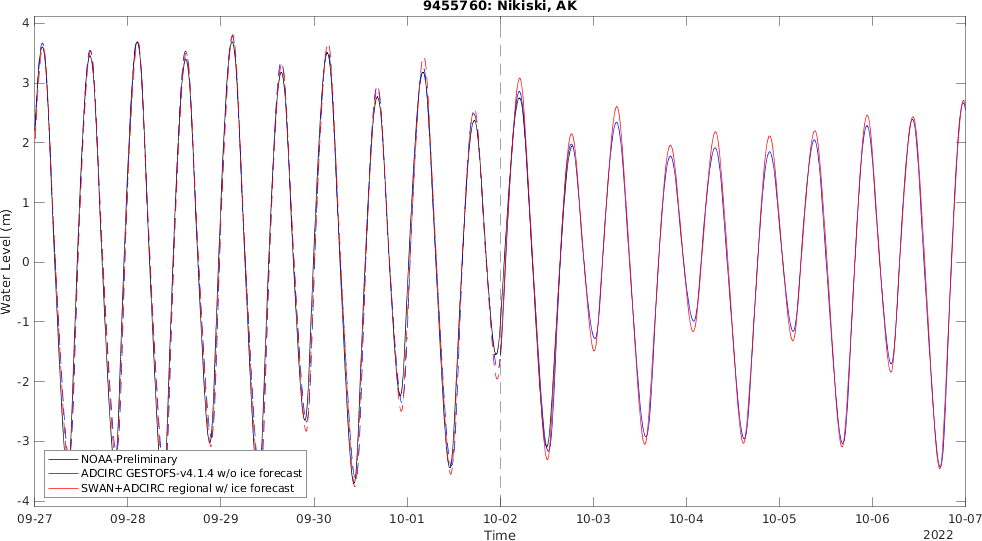 9455760: Nikiski, AK
4
3
2
1
0
-1
-2
-3
-4
Water Level (m)
NOAA-Preliminary
ADCIRC GESTOFS-v4.1.4 w/o ice forecast
SWAN+ADCIRC regional w/ ice forecast
09-27 09-28 09-29 09-30 10-01 10-02 10-03 10-04 10-05 10-06 10-07
Time
2022